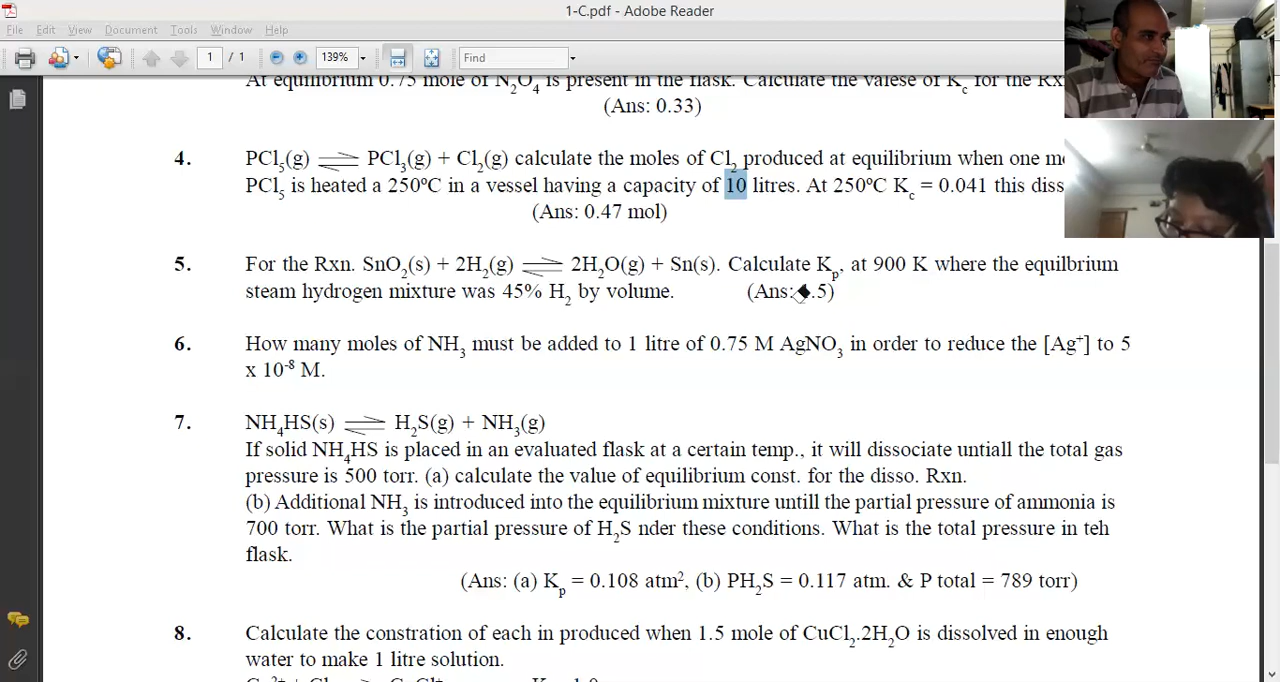 1-C.pdf - Adobe Reader
File Edit View Document Tools Window Help
1 / 1 139% Find
At equilibrium 0.75 mole of N₂O₄ is present in the flask. Calculate the valese of K_c for the Rx
(Ans: 0.33)
4. PCl₅(g) ⇌ PCl₃(g) + Cl₂(g) calculate the moles of Cl₂ produced at equilibrium when one m
PCl₅ is heated a 250ºC in a vessel having a capacity of 10 litres. At 250ºC K_c = 0.041 this diss
(Ans: 0.47 mol)
5. For the Rxn. SnO₂(s) + 2H₂(g) ⇌ 2H₂O(g) + Sn(s). Calculate K_p, at 900 K where the equilbrium
steam hydrogen mixture was 45% H₂ by volume. (Ans: .5)
6. How many moles of NH₃ must be added to 1 litre of 0.75 M AgNO₃ in order to reduce the [Ag⁺] to 5
x 10⁻⁸ M.
7. NH₄HS(s) ⇌ H₂S(g) + NH₃(g)
If solid NH₄HS is placed in an evaluated flask at a certain temp., it will dissociate untiall the total gas
pressure is 500 torr. (a) calculate the value of equilibrium const. for the disso. Rxn.
(b) Additional NH₃ is introduced into the equilibrium mixture untill the partial pressure of ammonia is
700 torr. What is the partial pressure of H₂S nder these conditions. What is the total pressure in teh
flask.
(Ans: (a) K_p = 0.108 atm², (b) PH₂S = 0.117 atm. & P total = 789 torr)
8. Calculate the constration of each in produced when 1.5 mole of CuCl₂.2H₂O is dissolved in enough
water to make 1 litre solution.